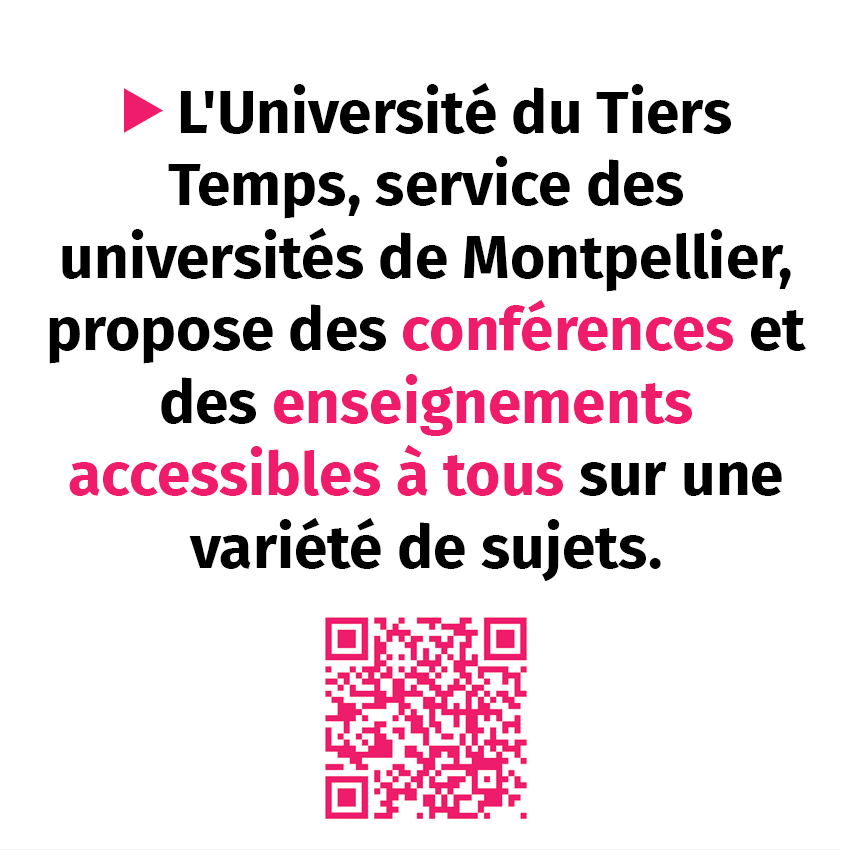 ▶ L'Université du Tiers
Temps, service des
universités de Montpellier,
propose des conférences et
des enseignements
accessibles à tous sur une
variété de sujets.